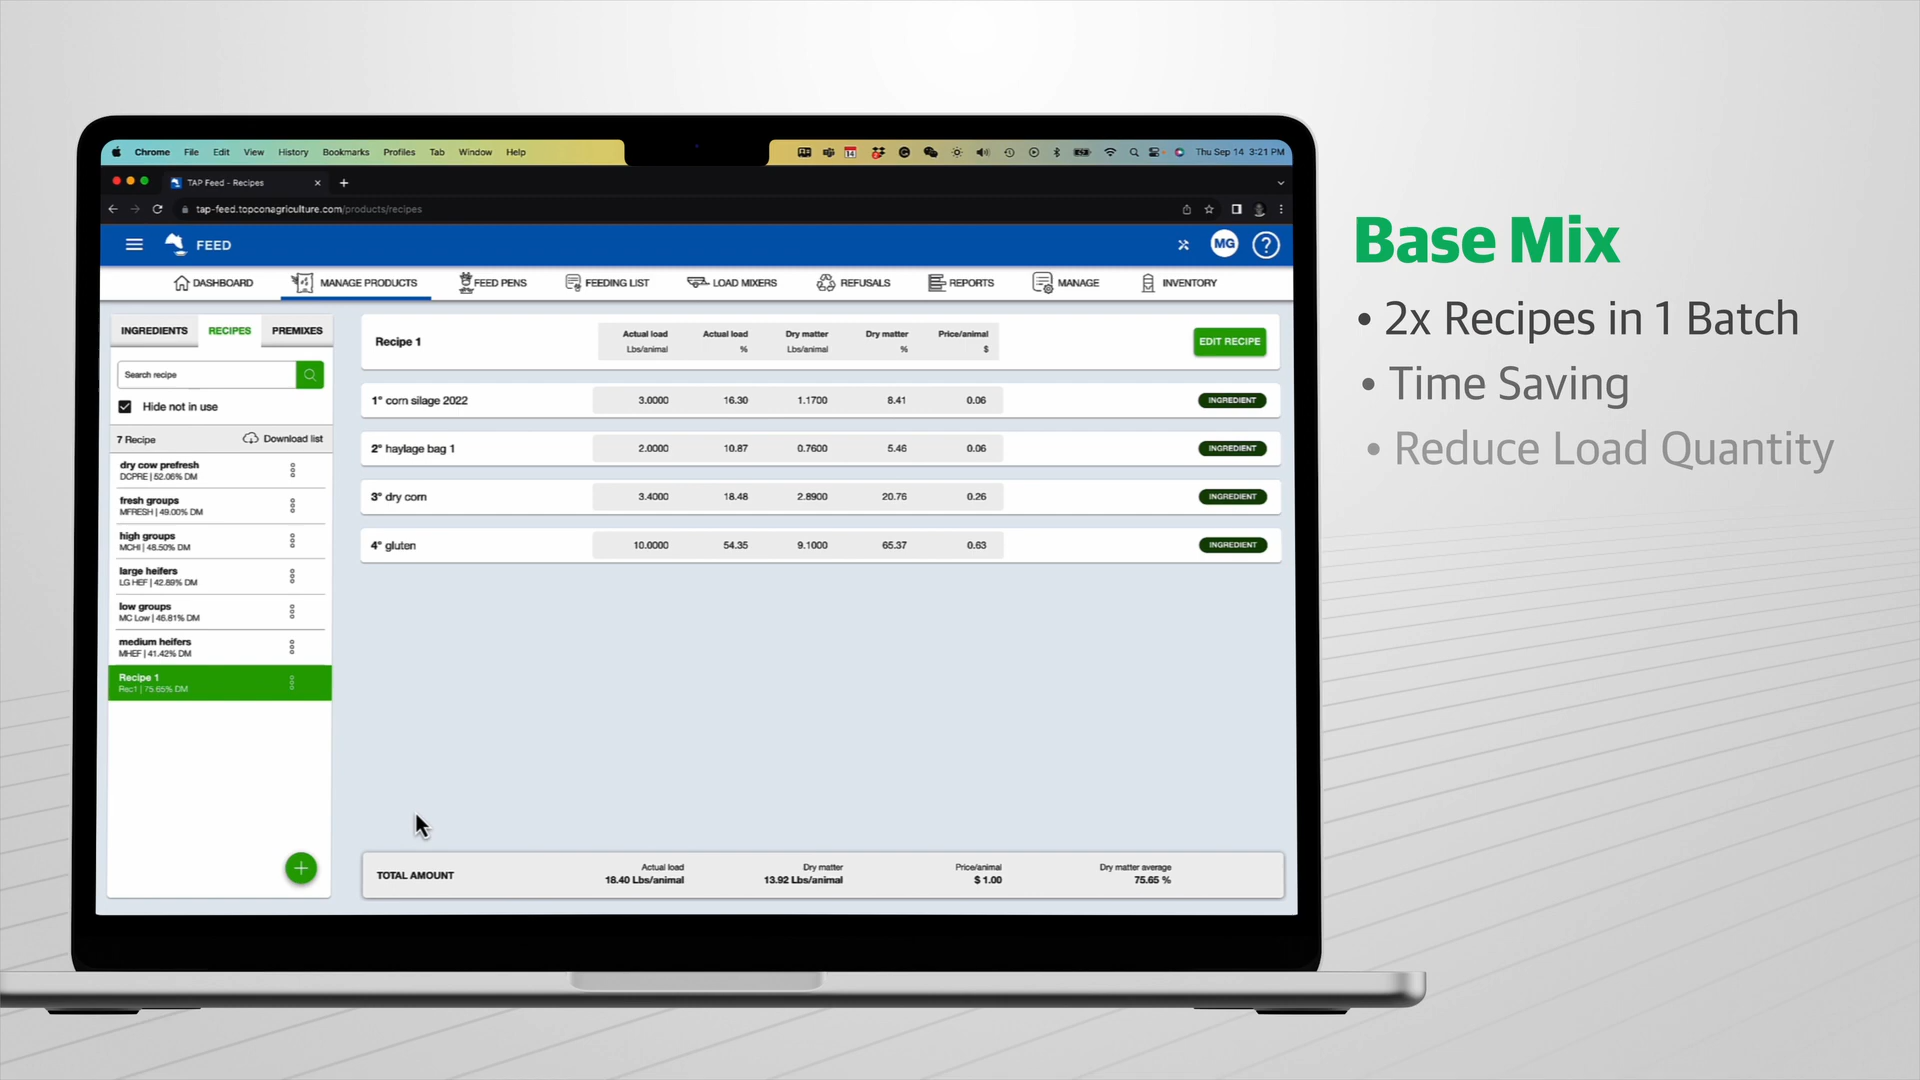 Chrome File Edit View History Bookmarks Profiles Tab Window Help
14
Thu Sep 14 3:21 PM
TAP Feed - Recipes
tap-feed.topconagriculture.com/products/recipes
FEED
MG
?
DASHBOARD
MANAGE PRODUCTS
FEED PENS
FEEDING LIST
LOAD MIXERS
REFUSALS
REPORTS
MANAGE
INVENTORY
INGREDIENTS RECIPES PREMIXES
Search recipe
Hide not in use
7 Recipe
Download list
dry cow prefresh
DCPRE | 52.06% DM
fresh groups
MFRESH | 49.00% DM
high groups
MCHI | 48.50% DM
large heifers
LG HEF | 42.89% DM
low groups
MC Low | 46.81% DM
medium heifers
MHEF | 41.42% DM
Recipe 1
Rec1 | 75.65% DM
+
Recipe 1
Actual load Actual load Dry matter Dry matter Price/animal
Lbs/animal % Lbs/animal % $
EDIT RECIPE
1° corn silage 2022 3.0000 16.30 1.1700 8.41 0.06 INGREDIENT
2° haylage bag 1 2.0000 10.87 0.7600 5.46 0.06 INGREDIENT
3° dry corn 3.4000 18.48 2.8900 20.76 0.26 INGREDIENT
4° gluten 10.0000 54.35 9.1000 65.37 0.63 INGREDIENT
TOTAL AMOUNT
Actual load Dry matter Price/animal Dry matter average
18.40 Lbs/animal 13.92 Lbs/animal $ 1.00 75.65 %
Base Mix
• 2x Recipes in 1 Batch
• Time Saving
• Reduce Load Quantity